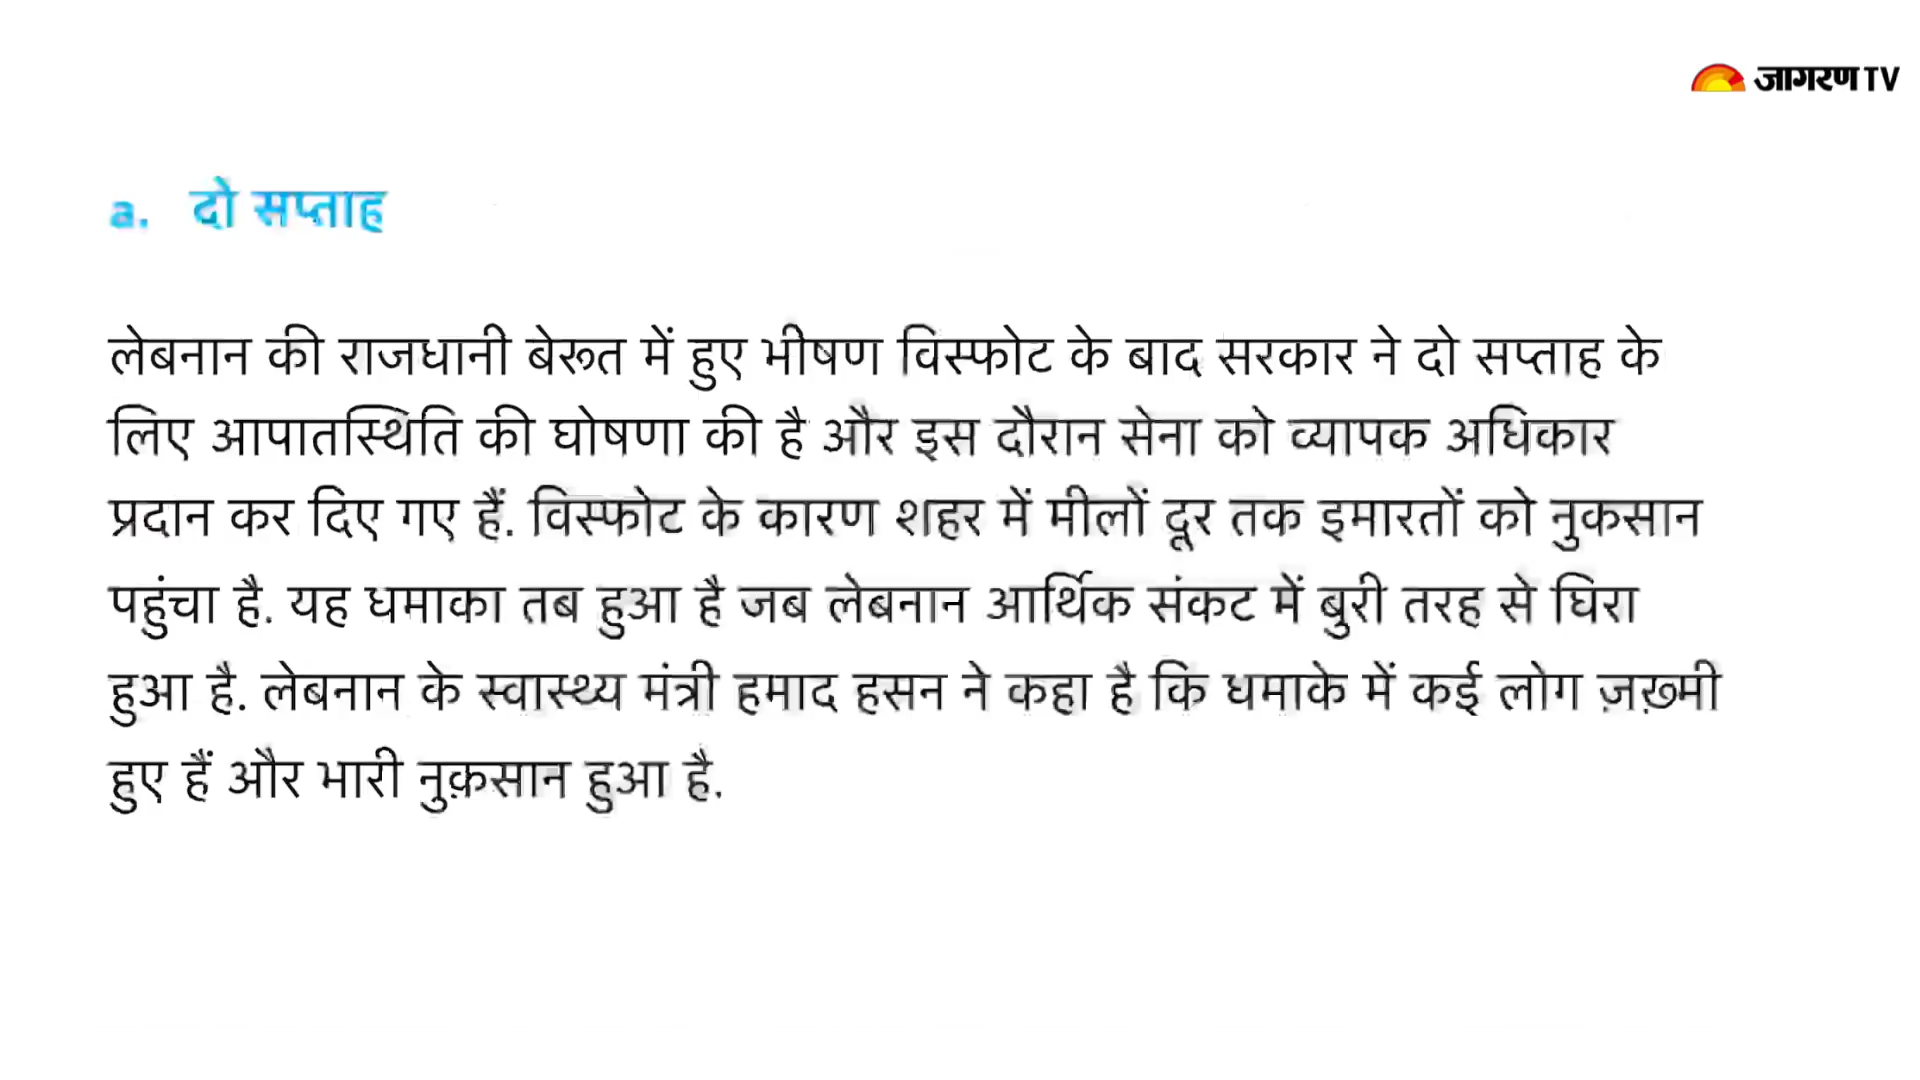 जागरण TV
a. दो सप्ताह
लेबनान की राजधानी बेरूत में हुए भीषण विस्फोट के बाद सरकार ने दो सप्ताह के
लिए आपातस्थिति की घोषणा की है और इस दौरान सेना को व्यापक अधिकार
प्रदान कर दिए गए हैं. विस्फोट के कारण शहर में मीलों दूर तक इमारतों को नुकसान
पहुंचा है. यह धमाका तब हुआ है जब लेबनान आर्थिक संकट में बुरी तरह से घिरा
हुआ है. लेबनान के स्वास्थ्य मंत्री हमाद हसन ने कहा है कि धमाके में कई लोग ज़ख़्मी
हुए हैं और भारी नुक़सान हुआ है.